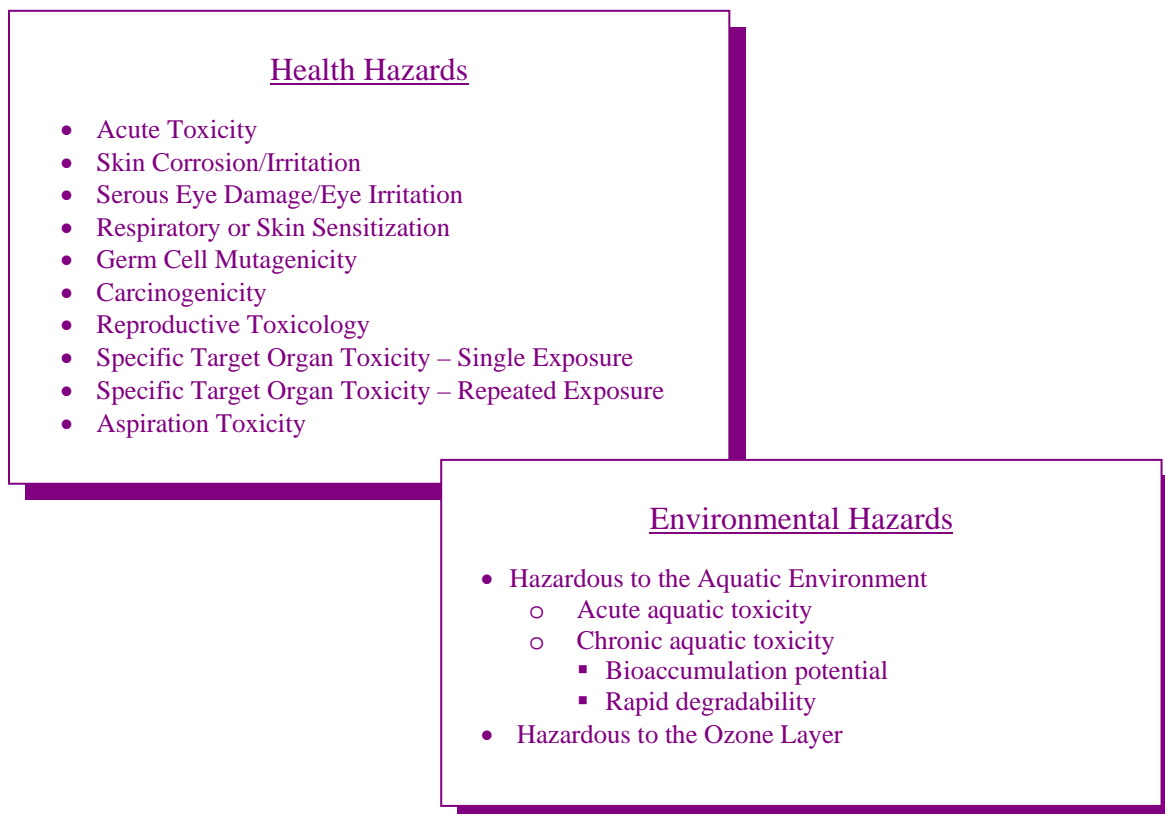 Health Hazards
• Acute Toxicity
• Skin Corrosion/Irritation
• Serous Eye Damage/Eye Irritation
• Respiratory or Skin Sensitization
• Germ Cell Mutagenicity
• Carcinogenicity
• Reproductive Toxicology
• Specific Target Organ Toxicity – Single Exposure
• Specific Target Organ Toxicity – Repeated Exposure
• Aspiration Toxicity
Environmental Hazards
• Hazardous to the Aquatic Environment
o Acute aquatic toxicity
o Chronic aquatic toxicity
▪ Bioaccumulation potential
▪ Rapid degradability
• Hazardous to the Ozone Layer